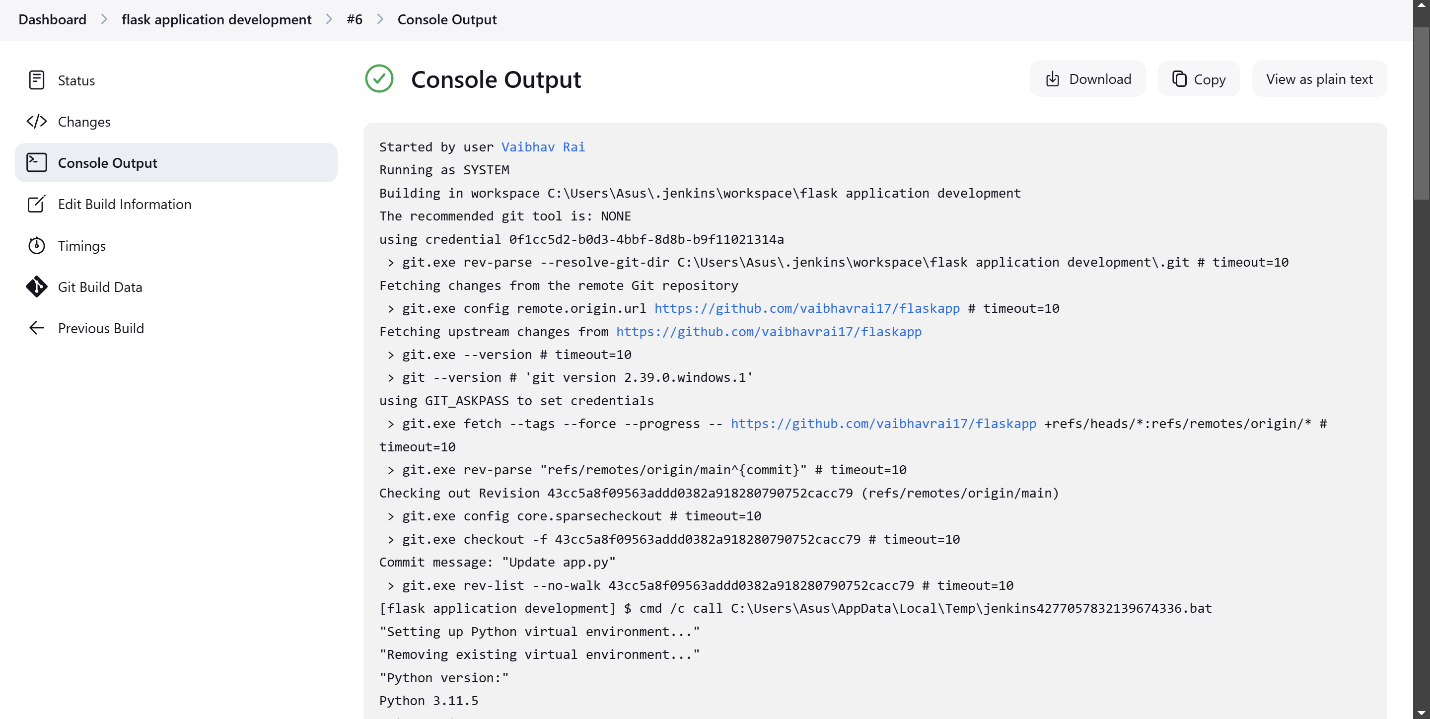 Dashboard > flask application development > #6 > Console Output
Status
Changes
Console Output
Edit Build Information
Timings
Git Build Data
Previous Build
Console Output
Download
Copy
View as plain text
Started by user Vaibhav Rai
Running as SYSTEM
Building in workspace C:\Users\Asus\.jenkins\workspace\flask application development
The recommended git tool is: NONE
using credential 0f1cc5d2-b0d3-4bbf-8d8b-b9f11021314a
 > git.exe rev-parse --resolve-git-dir C:\Users\Asus\.jenkins\workspace\flask application development\.git # timeout=10
Fetching changes from the remote Git repository
 > git.exe config remote.origin.url https://github.com/vaibhavrai17/flaskapp # timeout=10
Fetching upstream changes from https://github.com/vaibhavrai17/flaskapp
 > git.exe --version # timeout=10
 > git --version # 'git version 2.39.0.windows.1'
using GIT_ASKPASS to set credentials
 > git.exe fetch --tags --force --progress -- https://github.com/vaibhavrai17/flaskapp +refs/heads/*:refs/remotes/origin/* #
timeout=10
 > git.exe rev-parse "refs/remotes/origin/main^{commit}" # timeout=10
Checking out Revision 43cc5a8f09563addd0382a918280790752cacc79 (refs/remotes/origin/main)
 > git.exe config core.sparsecheckout # timeout=10
 > git.exe checkout -f 43cc5a8f09563addd0382a918280790752cacc79 # timeout=10
Commit message: "Update app.py"
 > git.exe rev-list --no-walk 43cc5a8f09563addd0382a918280790752cacc79 # timeout=10
[flask application development] $ cmd /c call C:\Users\Asus\AppData\Local\Temp\jenkins4277057832139674336.bat
"Setting up Python virtual environment..."
"Removing existing virtual environment..."
"Python version:"
Python 3.11.5